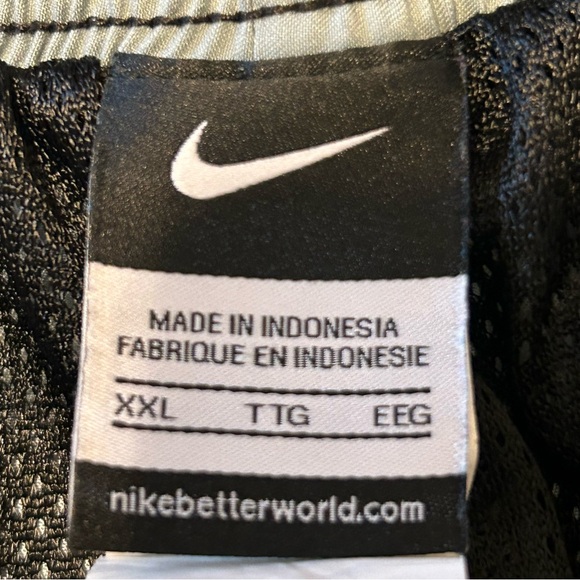 MADE IN INDONESIA
FABRIQUE EN INDONESIE
XXL TTG EEG
nikebetterworld.com